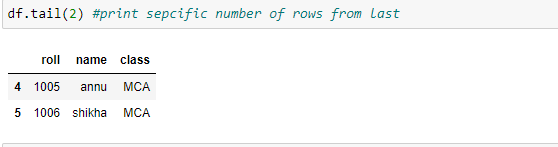 df.tail(2) #print sepcific number of rows from last
roll name class
4 1005 annu MCA
5 1006 shikha MCA